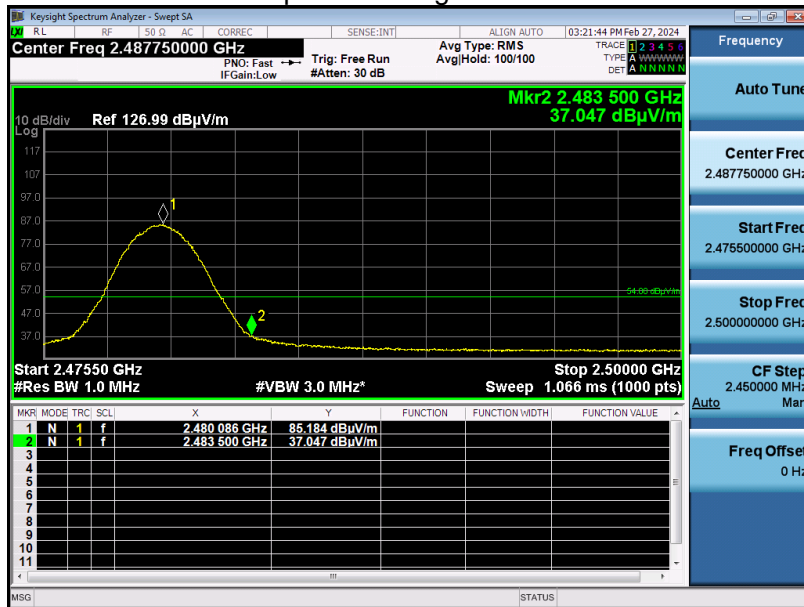 Keysight Spectrum Analyzer - Swept SA
LXI RL RF 50 Ω AC CORREC SENSE:INT ALIGN AUTO 03:21:44 PM Feb 27, 2024
Center Freq 2.487750000 GHz
PNO: Fast
IFGain:Low
Trig: Free Run
#Atten: 30 dB
Avg Type: RMS
Avg|Hold: 100/100
TRACE 1 2 3 4 5 6
TYPE A WWWWW
DET A N N N N N
Frequency
Auto Tune
Center Freq
2.487750000 GHz
Start Freq
2.475500000 GHz
Stop Freq
2.500000000 GHz
CF Step
2.450000 MHz
Auto Man
Freq Offset
0 Hz
Mkr2 2.483 500 GHz
37.047 dBµV/m
10 dB/div Ref 126.99 dBµV/m
Log
117
107
97.0
87.0
77.0
67.0
57.0
47.0
37.0
1
2
54.00 dBµV/m
Start 2.47550 GHz Stop 2.50000 GHz
#Res BW 1.0 MHz #VBW 3.0 MHz* Sweep 1.066 ms (1000 pts)
MKR MODE TRC SCL X Y FUNCTION FUNCTION WIDTH FUNCTION VALUE
1 N 1 f 2.480 086 GHz 85.184 dBµV/m
2 N 1 f 2.483 500 GHz 37.047 dBµV/m
3
4
5
6
7
8
9
10
11
MSG STATUS